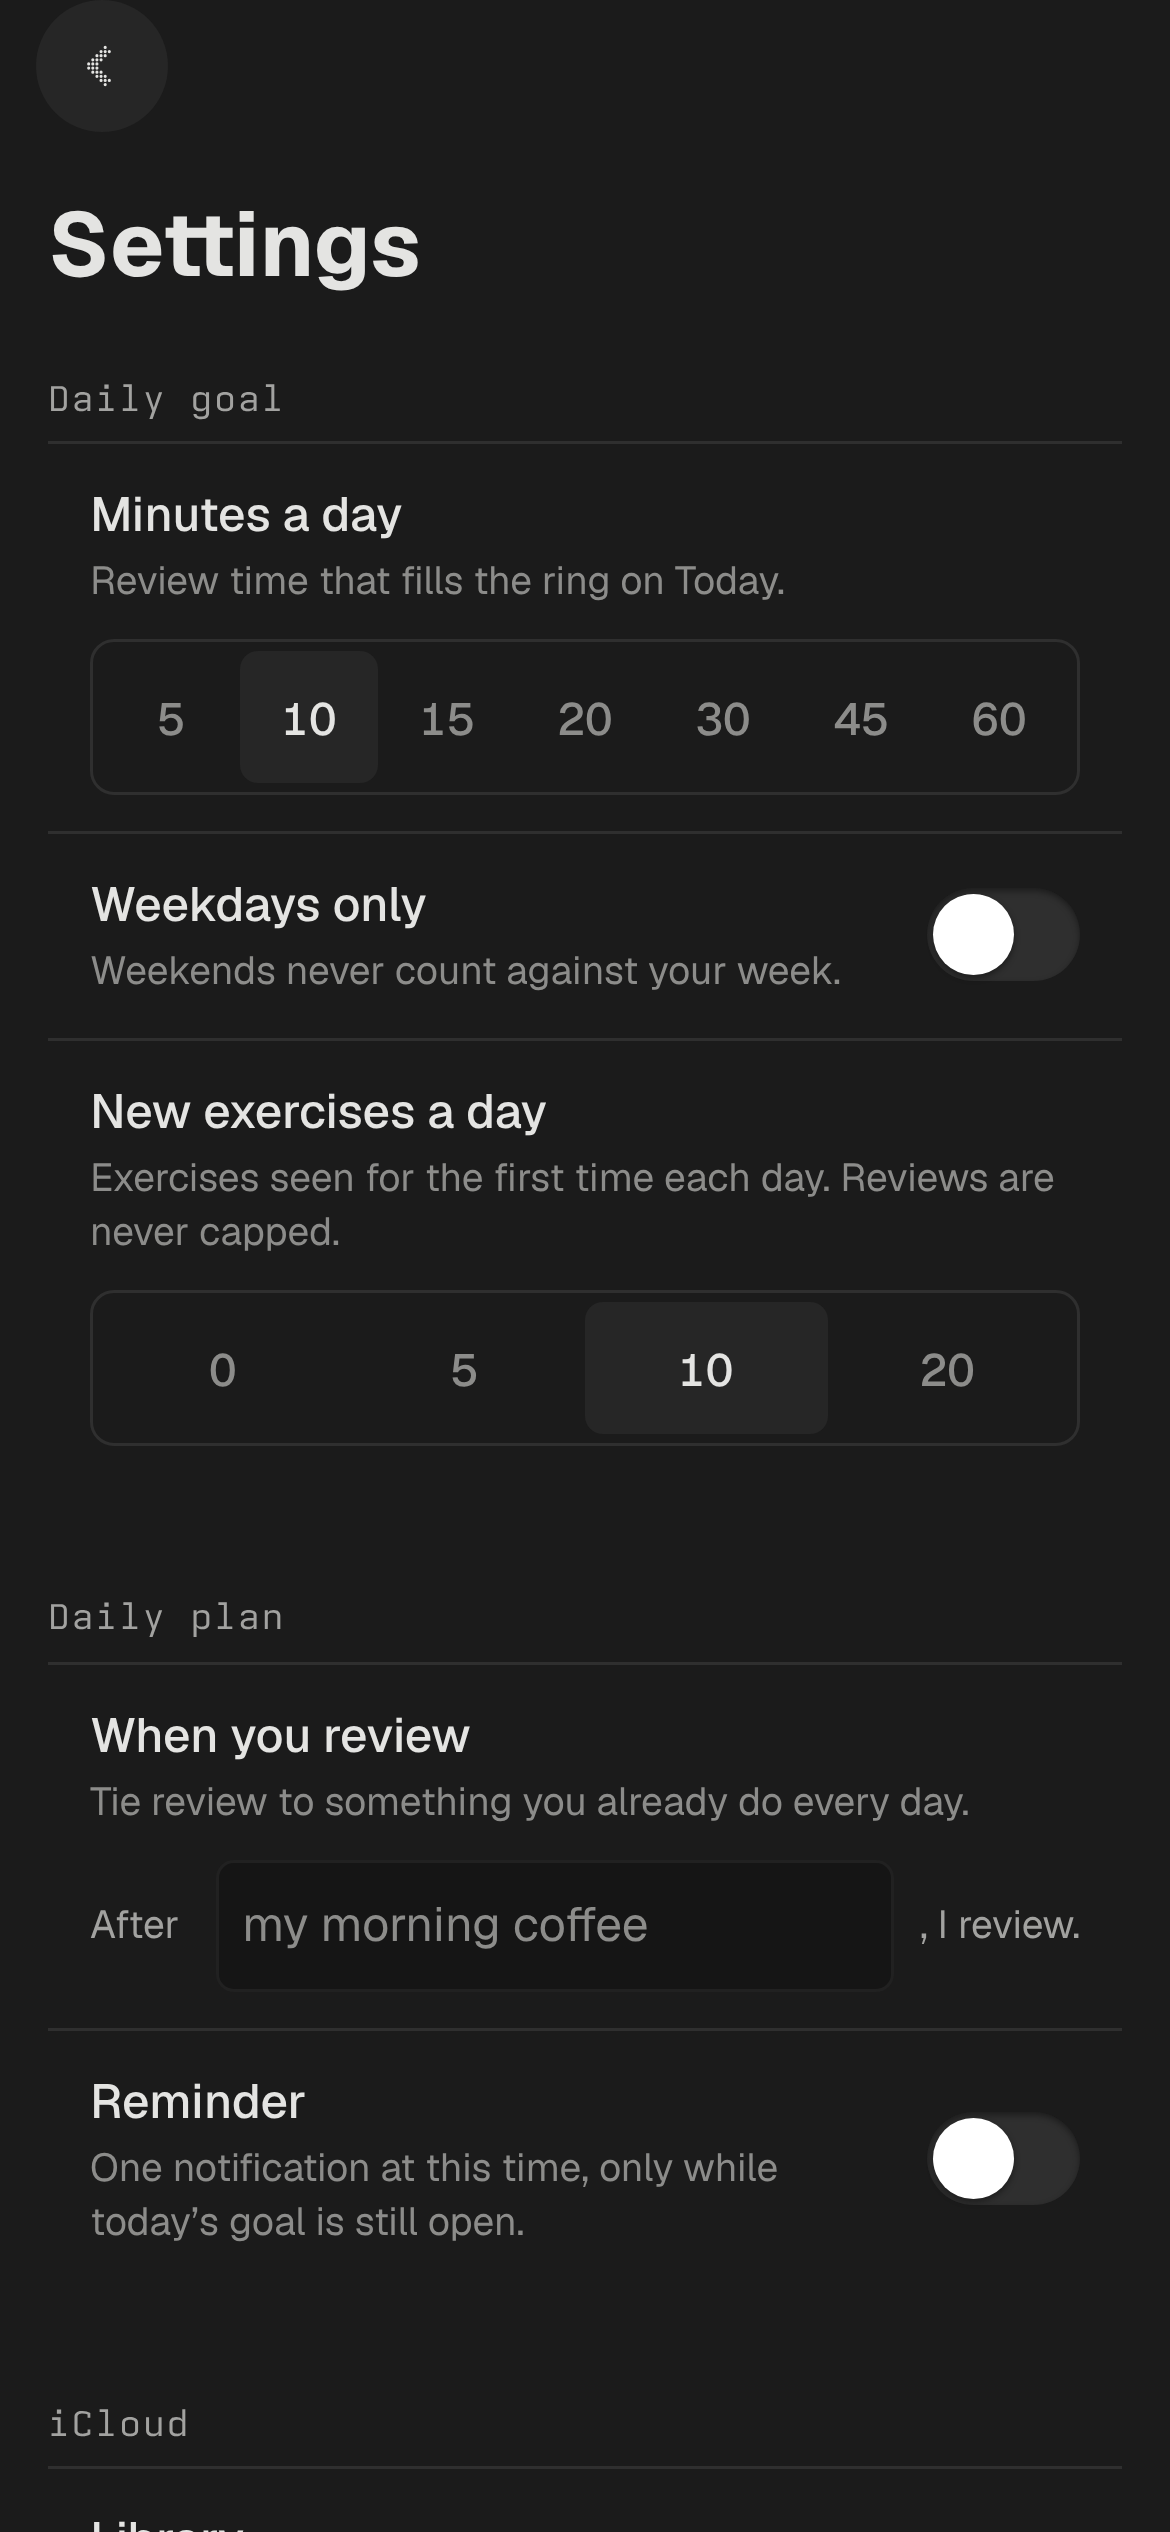 Settings
Daily goal
Minutes a day
Review time that fills the ring on Today.
5 10 15 20 30 45 60
Weekdays only
Weekends never count against your week.
New exercises a day
Exercises seen for the first time each day. Reviews are
never capped.
0 5 10 20
Daily plan
When you review
Tie review to something you already do every day.
After my morning coffee , I review.
Reminder
One notification at this time, only while
today’s goal is still open.
iCloud
Library